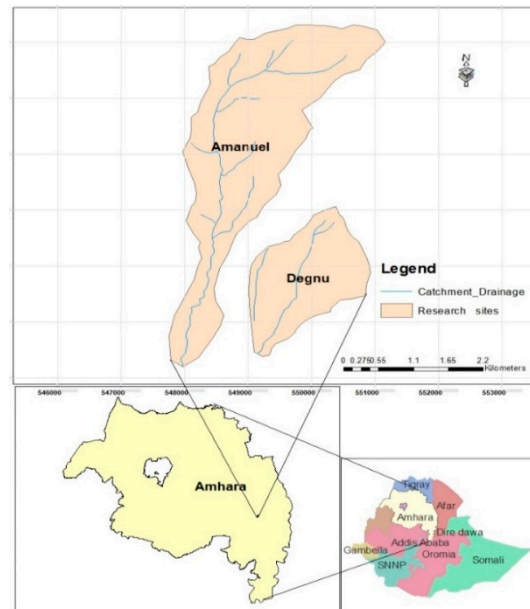 N
Amanuel
Degnu
Legend
Catchment_Drainage
Research sites
0 0.275 0.55 1.1 1.65 2.2
Kilometers
546000 547000 548000 549000 550000 551000 552000 553000
Amhara
Tigray
Afar
Amhara
Dire dawa
Addis Ababa
Gambella
Oromia
SNNP
Somali